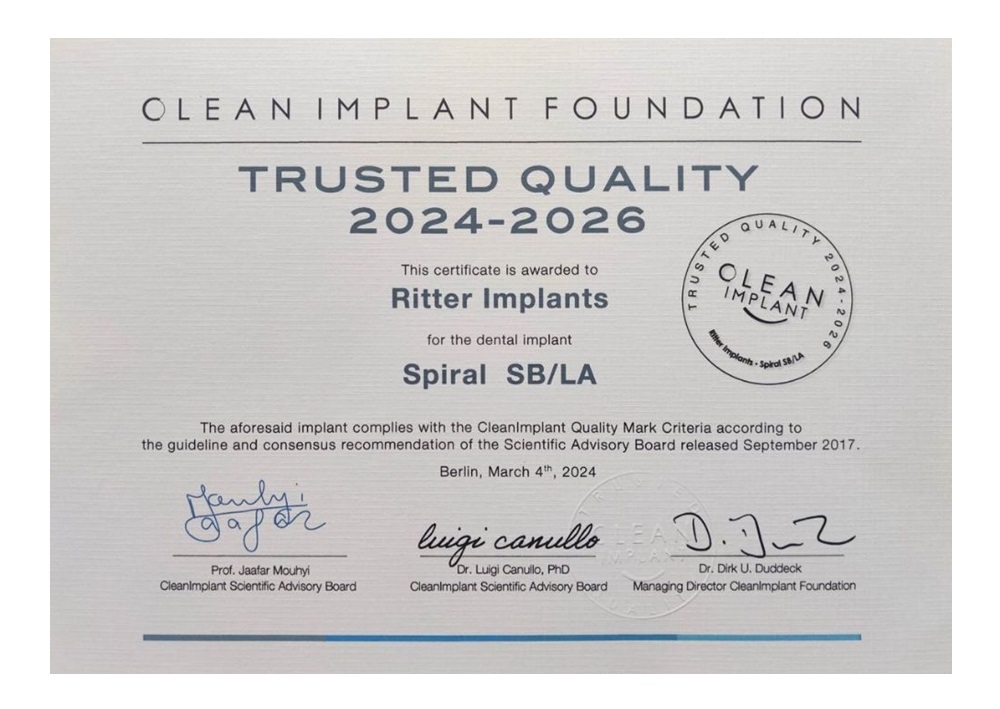 CLEAN IMPLANT FOUNDATION
TRUSTED QUALITY
2024-2026
This certificate is awarded to
Ritter Implants
for the dental implant
Spiral SB/LA
TRUSTED QUALITY 2024-2026
CLEAN
IMPLANT
Ritter Implants - Spiral SB/LA
The aforesaid implant complies with the CleanImplant Quality Mark Criteria according to
the guideline and consensus recommendation of the Scientific Advisory Board released September 2017.
Berlin, March 4th, 2024
luigi canullo
CLEAN
IMPLANT
Prof. Jaafar Mouhyi
CleanImplant Scientific Advisory Board
Dr. Luigi Canullo, PhD
CleanImplant Scientific Advisory Board
Dr. Dirk U. Duddeck
Managing Director CleanImplant Foundation